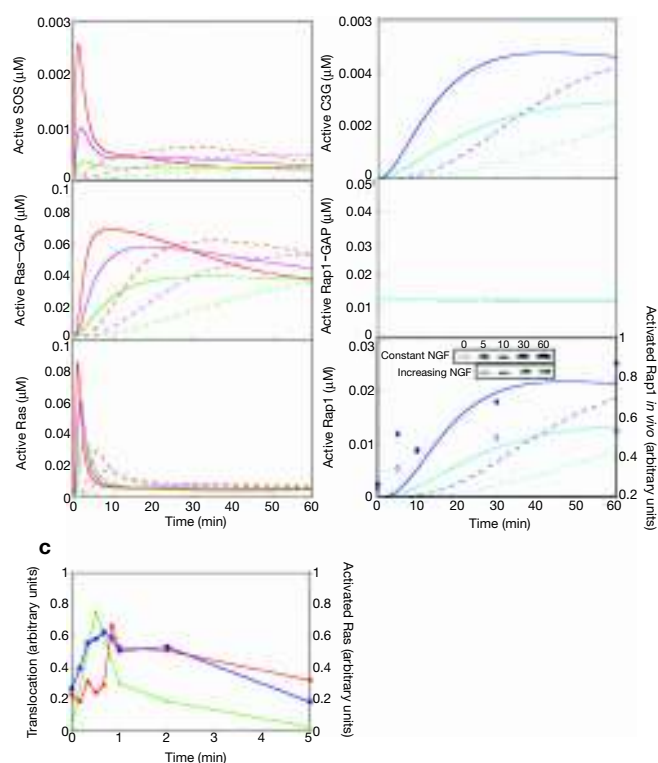 0.003
0.002
0.001
0
Active SOS (µM)
0.003
0.004
0.002
0
Active C3G (µM)
0.1
0.08
0.06
0.04
0.02
0
Active Ras—GAP (µM)
0.05
0.04
0.03
0.02
0.01
0
Active Rap1-GAP (µM)
0.1
0.08
0.06
0.04
0.02
0
Active Ras (µM)
0 10 20 30 40 50 60
Time (min)
0.03
0.02
0.01
0
Active Rap1 (µM)
0 5 10 30 60
Constant NGF
Increasing NGF
1
0.8
0.6
0.4
0.2
Activated Rap1 in vivo (arbitrary units)
0 10 20 30 40 50 60
Time (min)
c
1
0.8
0.6
0.4
0.2
0
Translocation (arbitrary units)
1
0.8
0.6
0.4
0.2
0
Activated Ras (arbitrary units)
0 1 2 3 4 5
Time (min)